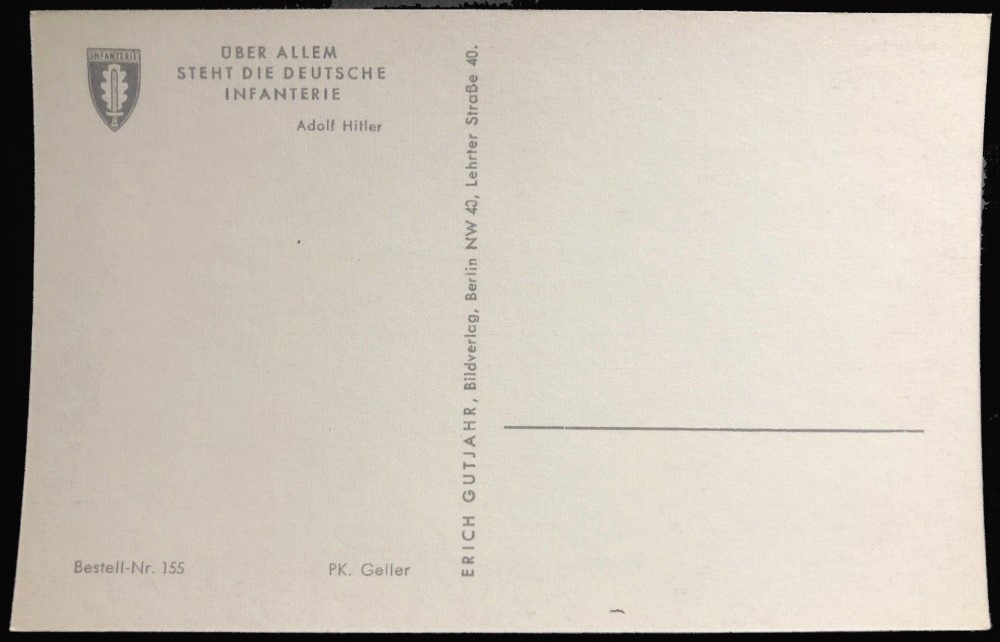 INFANTERIE
ÜBER ALLEM
STEHT DIE DEUTSCHE
INFANTERIE
Adolf Hitler
ERICH GUTJAHR, Bildverlag, Berlin NW 40, Lehrter Straße 40.
Bestell-Nr. 155
PK. Geller